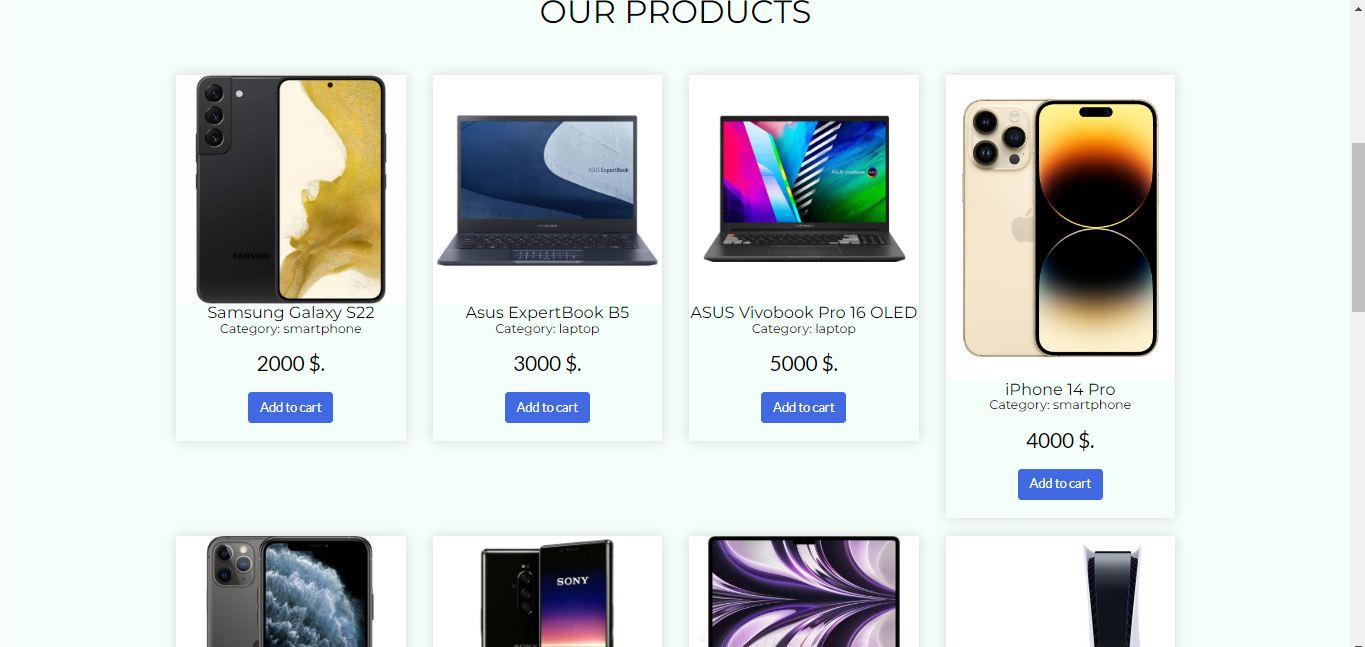 OUR PRODUCTS
SAMSUNG
ASUS ExpertBook
ASUS Vivobook
Samsung Galaxy S22
Category: smartphone
2000 $.
Add to cart
Asus ExpertBook B5
Category: laptop
3000 $.
Add to cart
ASUS Vivobook Pro 16 OLED
Category: laptop
5000 $.
Add to cart
iPhone 14 Pro
Category: smartphone
4000 $.
Add to cart
SONY
SONY